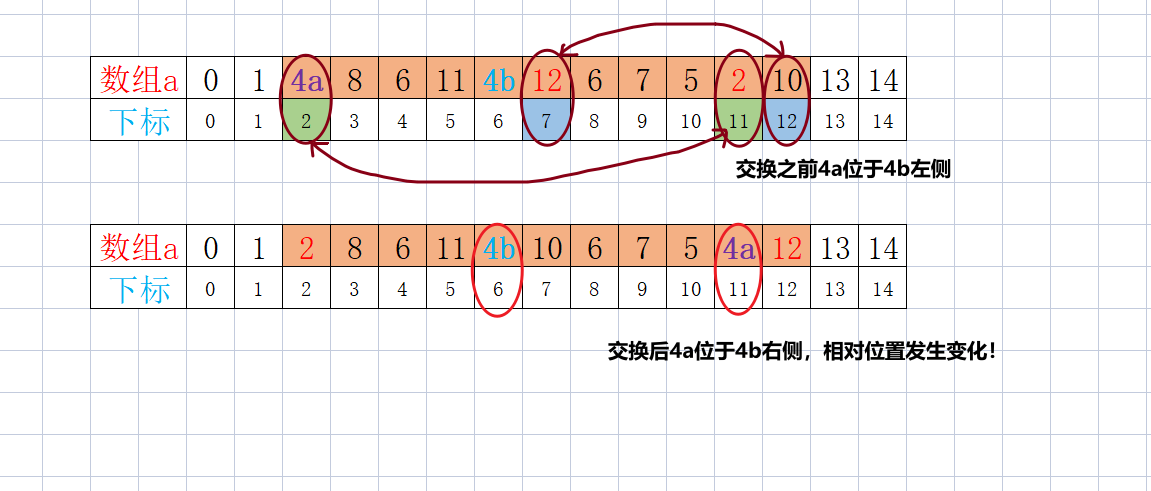 数组a 0 1 4a 8 6 11 4b 12 6 7 5 2 10 13 14
下标 0 1 2 3 4 5 6 7 8 9 10 11 12 13 14
交换之前4a位于4b左侧
数组a 0 1 2 8 6 11 4b 10 6 7 5 4a 12 13 14
下标 0 1 2 3 4 5 6 7 8 9 10 11 12 13 14
交换后4a位于4b右侧，相对位置发生变化！